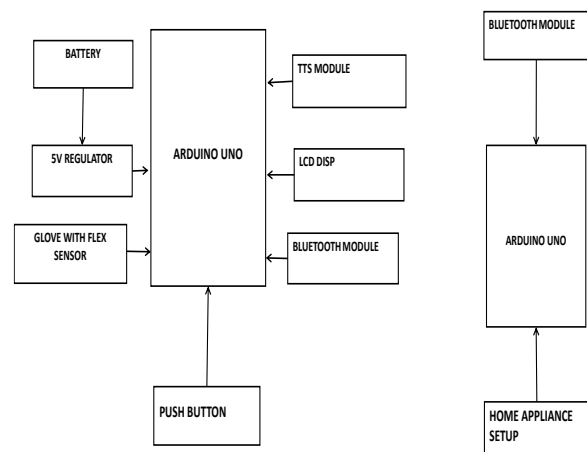 BATTERY
5V REGULATOR
GLOVE WITH FLEX
SENSOR
ARDUINO UNO
TTS MODULE
LCD DISP
BLUETOOTH MODULE
PUSH BUTTON
BLUETOOTH MODULE
ARDUINO UNO
HOME APPLIANCE
SETUP